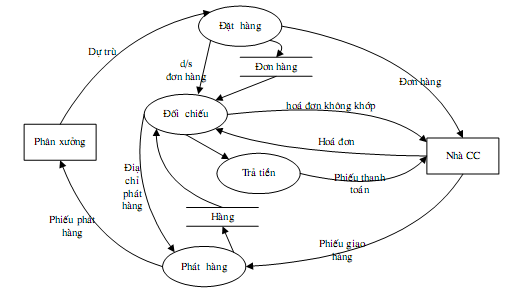 Đặt hàng
Dự trù
d/s
đơn hàng
Đơn hàng
Đơn hàng
Đối chiếu
hoá đơn không khớp
Phân xưởng
Hoá đơn
Nhà CC
Trả tiền
Địa
chỉ
phát
hàng
Phiếu thanh
toán
Hàng
Phiếu phát
hàng
Phiếu giao
hàng
Phát hàng